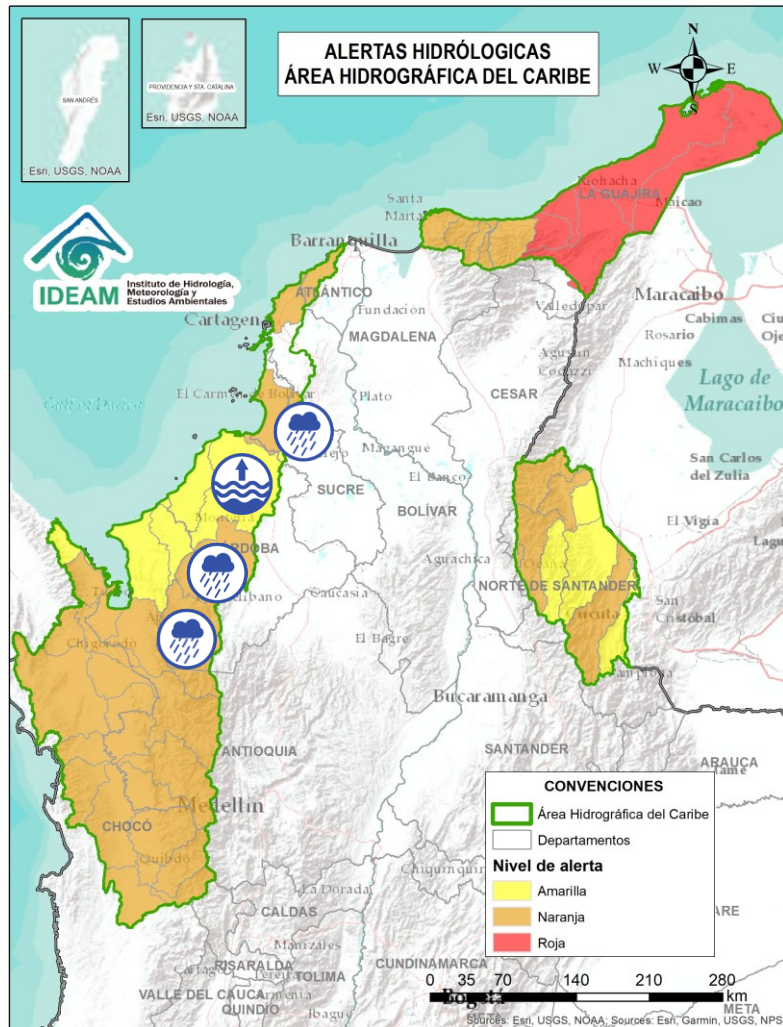 ALERTAS HIDRÓLOGICAS
ÁREA HIDROGRÁFICA DEL CARIBE
SAN ANDRÉS
Esri, USGS, NOAA
PROVIDENCIA Y STA. CATALINA
Esri, USGS, NOAA
N
W
E
S
IDEAM
Instituto de Hidrología,
Meteorología y
Estudios Ambientales
Santa
Marta
Barranquilla
LA GUAJIRA
Maicao
ATLÁNTICO
Cartagen
Fundación
MAGDALENA
Valledupar
Maracaibo
Cabimas
Rosario
Machiques
Agustín
Codazzi
CESAR
Lago de
Maracaibo
El Carmen de Bolívar
Plato
Magangue
SUCRE
El Banco
BOLÍVAR
San Carlos
del Zulia
El Vigía
Aguachica
Caucasia
El Bagre
NORTE DE SANTANDER
Cúcuta
San
Cristóbal
Chigorodó
Bucaramanga
ANTIOQUIA
SANTANDER
ARAUCA
Medellín
CHOCÓ
Quibdó
La Dorada
Chiquinquir
CALDAS
Manizales
RISARALDA
Pereira
TOLIMA
CUNDINAMARCA
VALLE DEL CAUCA
Armenia
QUINDÍO
Ibague
Bogotá
META
META
CONVENCIONES
Área Hidrográfica del Caribe
Departamentos
Nivel de alerta
Amarilla
Naranja
Roja
0 35 70 140 210 280
km
Sources: Esri, USGS, NOAA; Sources: Esri, Garmin, USGS, NPS